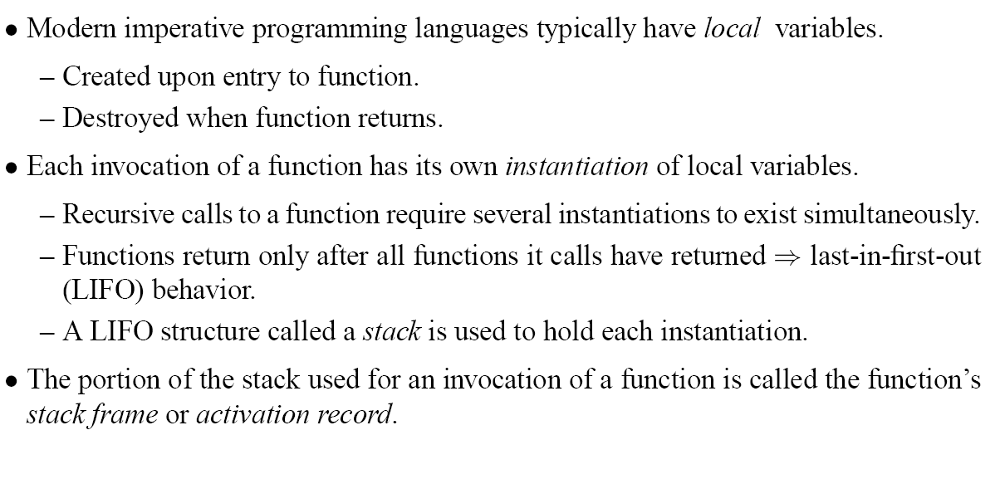 • Modern imperative programming languages typically have local variables.
– Created upon entry to function.
– Destroyed when function returns.
• Each invocation of a function has its own instantiation of local variables.
– Recursive calls to a function require several instantiations to exist simultaneously.
– Functions return only after all functions it calls have returned ⇒ last-in-first-out
(LIFO) behavior.
– A LIFO structure called a stack is used to hold each instantiation.
• The portion of the stack used for an invocation of a function is called the function’s
stack frame or activation record.